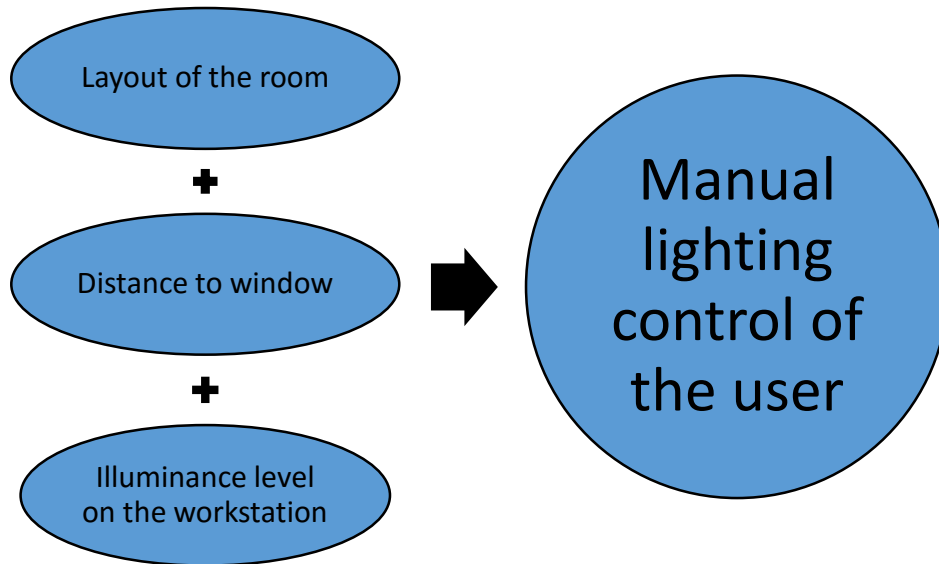 Layout of the room
+
Distance to window
+
Illuminance level
on the workstation
Manual
lighting
control of
the user